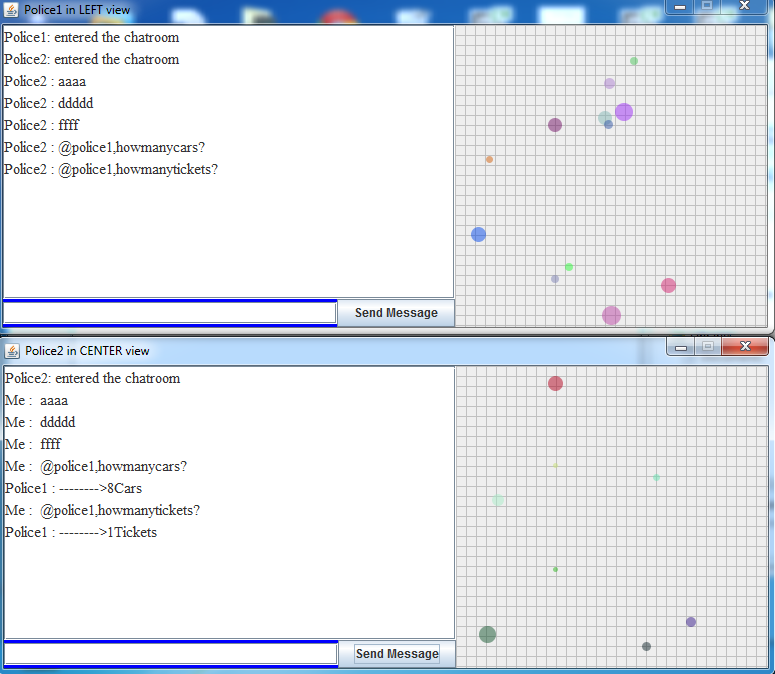 Police1 in LEFT view
Police1: entered the chatroom
Police2: entered the chatroom
Police2 : aaaa
Police2 : ddddd
Police2 : ffff
Police2 : @police1,howmanycars?
Police2 : @police1,howmanytickets?
Send Message
Police2 in CENTER view
Police2: entered the chatroom
Me : aaaa
Me : ddddd
Me : ffff
Me : @police1,howmanycars?
Police1 : -------->8Cars
Me : @police1,howmanytickets?
Police1 : -------->1Tickets
Send Message